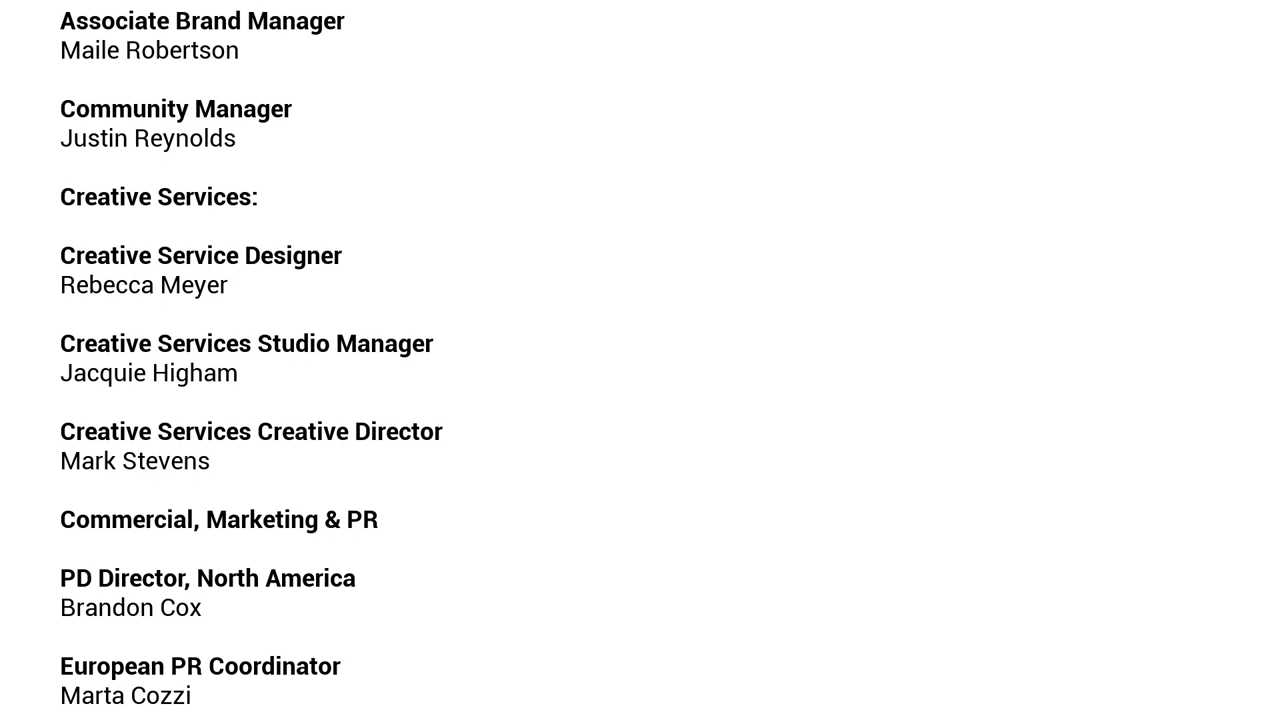 Associate Brand Manager
Maile Robertson
Community Manager
Justin Reynolds
Creative Services:
Creative Service Designer
Rebecca Meyer
Creative Services Studio Manager
Jacquie Higham
Creative Services Creative Director
Mark Stevens
Commercial, Marketing & PR
PD Director, North America
Brandon Cox
European PR Coordinator
Marta Cozzi